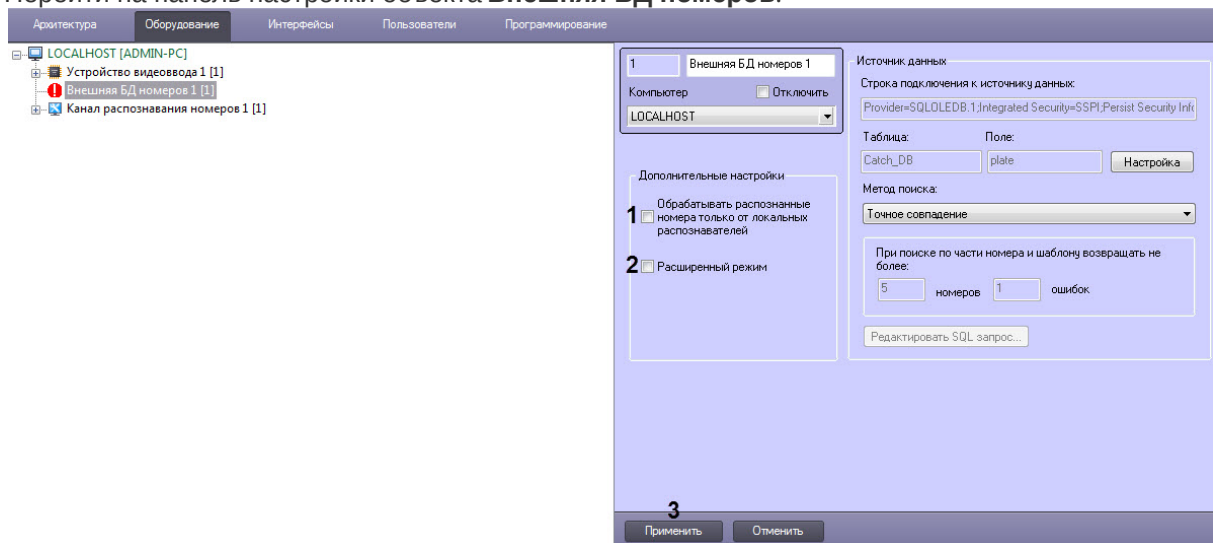 Перейти на панель настройки объекта Внешняя БД номеров.
Архитектура Оборудование Интерфейсы Пользователи Программирование
LOCALHOST [ADMIN-PC]
Устройство видеоввода 1 [1]
Внешняя БД номеров 1 [1]
Канал распознавания номеров 1 [1]
1 Внешняя БД номеров 1
Компьютер Отключить
LOCALHOST
Дополнительные настройки
1 Обрабатывать распознанные
номера только от локальных
распознавателей
2 Расширенный режим
Источник данных
Строка подключения к источнику данных:
Provider=SQLOLEDB.1;Integrated Security=SSPI;Persist Security Info
Таблица: Поле:
Catch_DB plate Настройка
Метод поиска:
Точное совпадение
При поиске по части номера и шаблону возвращать не
более:
5 номеров 1 ошибок
Редактировать SQL запрос...
3
Применить Отменить